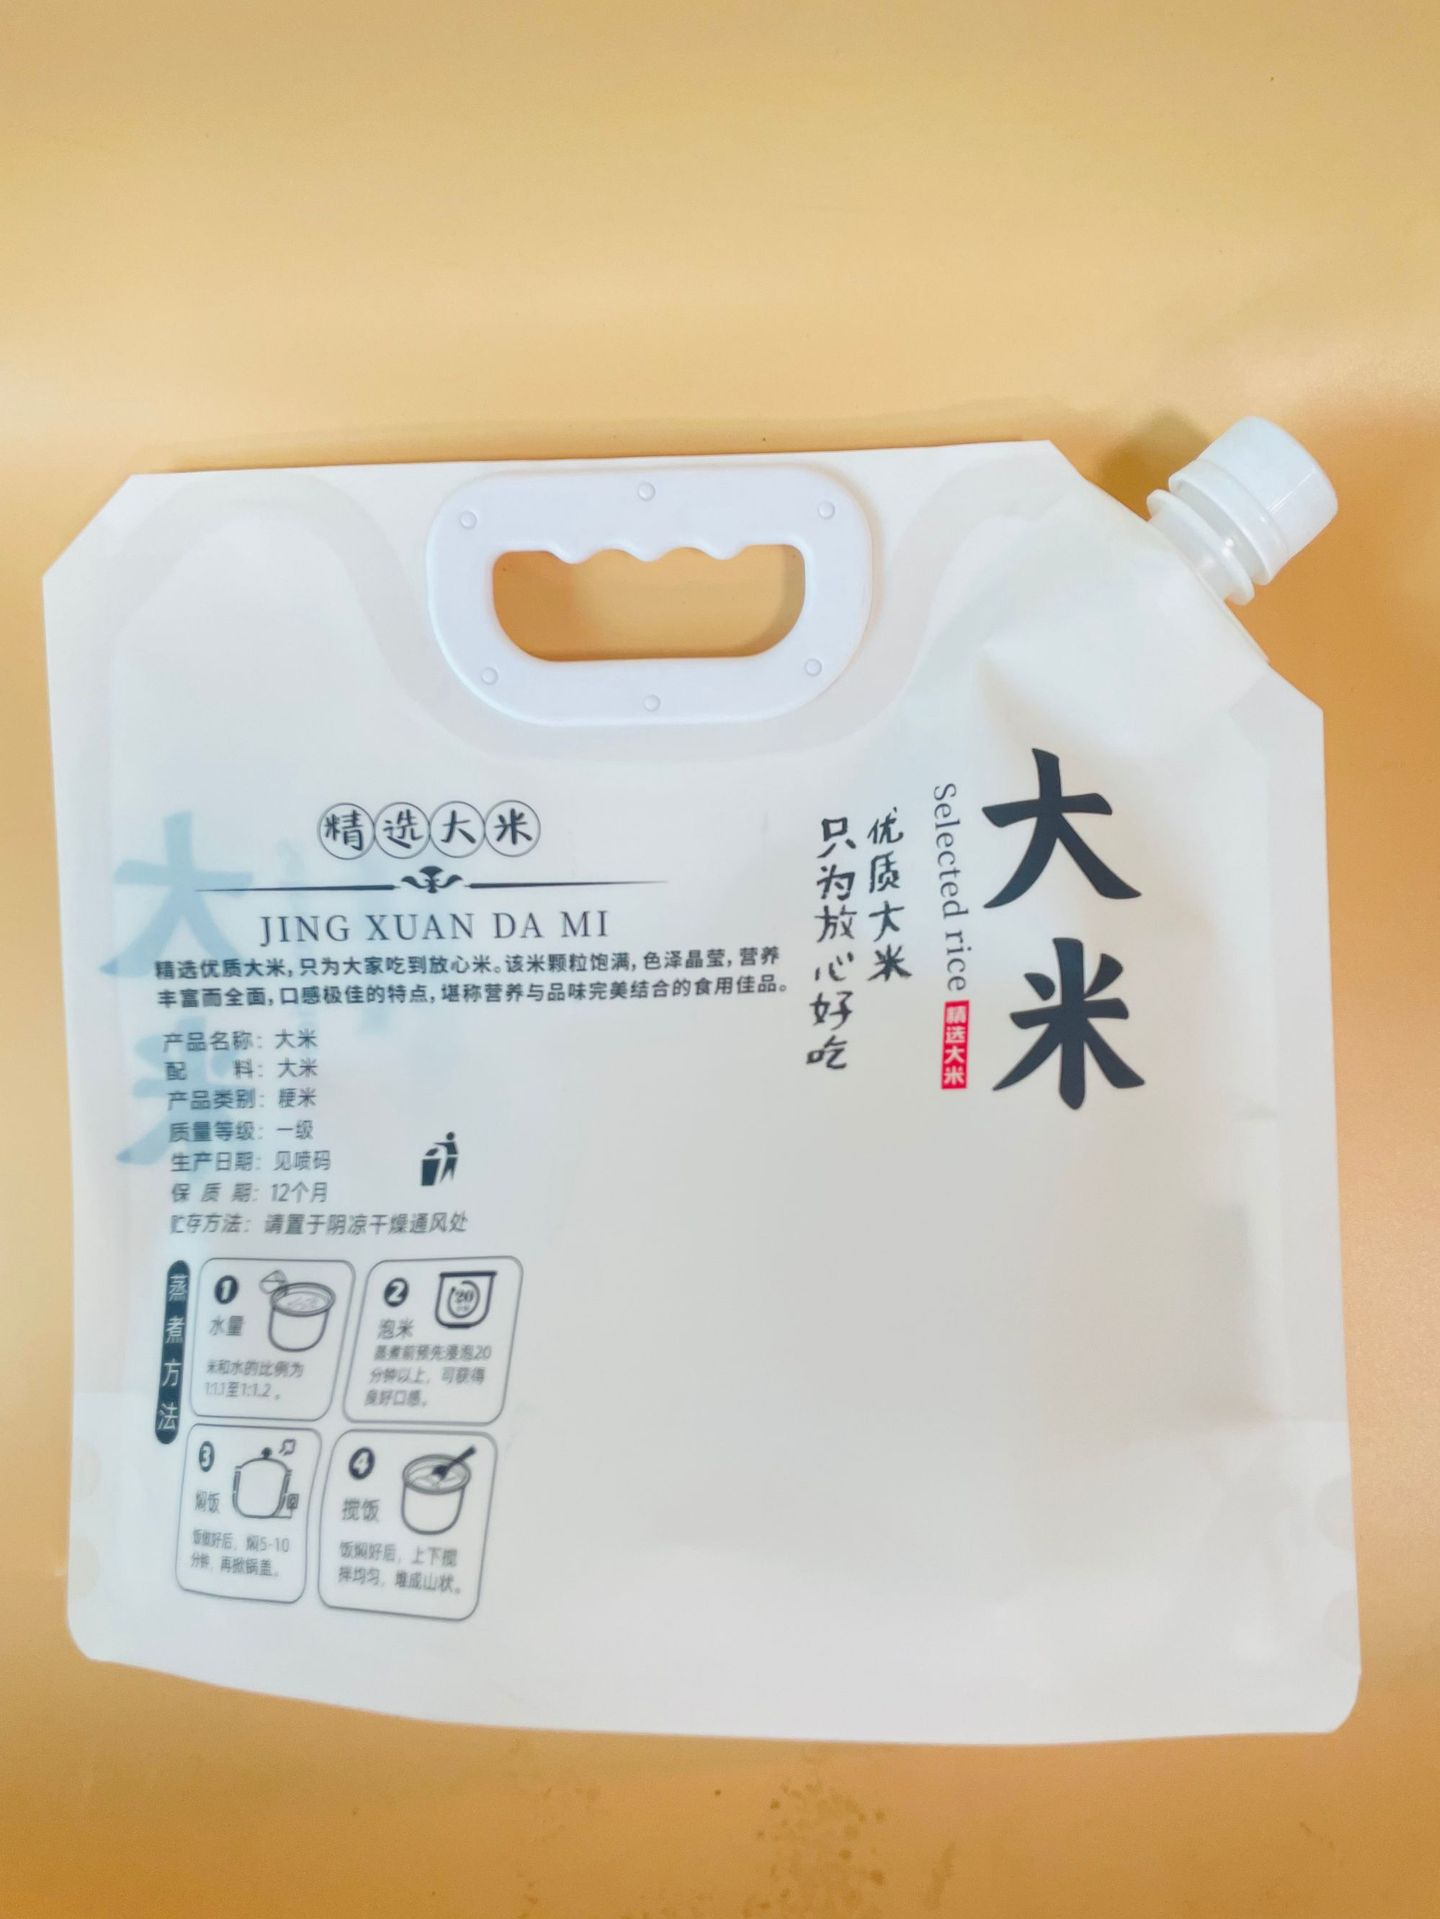 精选大米
JING XUAN DA MI
精选优质大米,只为大家吃到放心米。该米颗粒饱满,色泽晶莹,营养
丰富而全面,口感极佳的特点,堪称营养与品味完美结合的食用佳品。
产品名称：大米
配　　料：大米
产品类别：粳米
质量等级：一级
生产日期：见喷码
保 质 期：12个月
贮存方法：请置于阴凉干燥通风处
蒸煮方法
1
水量
米和水的比例为
1:1.1至1:1.2。
2
20
泡米
蒸煮前预先浸泡20
分钟以上，可获得
良好口感。
3
焖饭
饭做好后，焖5-10
分钟，再掀锅盖。
4
搅饭
饭焖好后，上下搅
拌均匀，堆成山状。
大米
Selected rice
精选大米
优质大米
只为放心好吃
大米